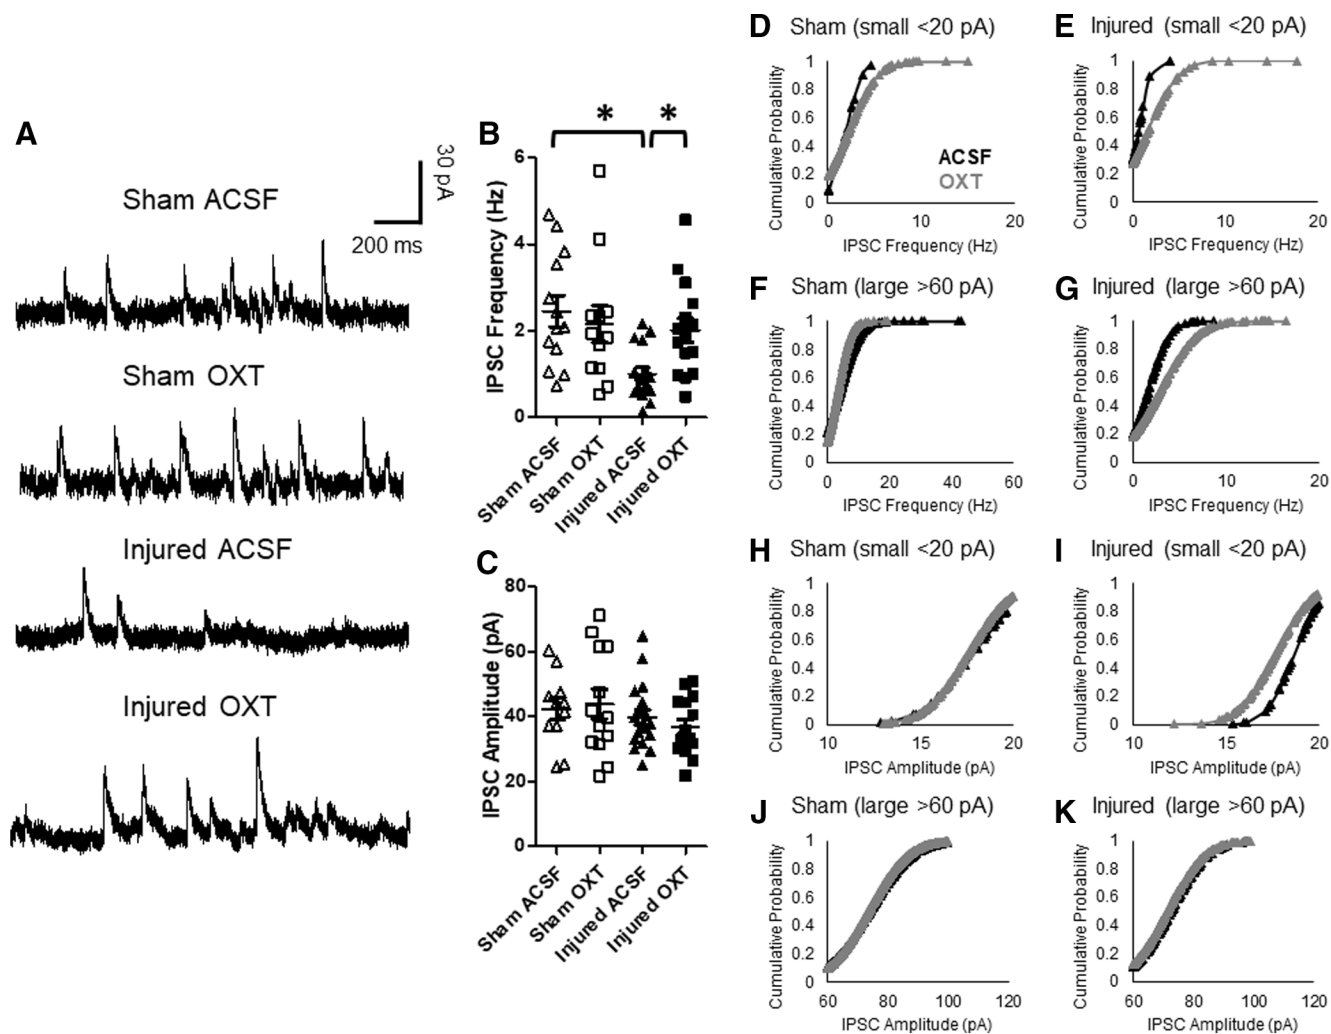 A
Sham ACSF
30 pA
200 ms
Sham OXT
Injured ACSF
Injured OXT
B
*
*
IPSC Frequency (Hz)
6
4
2
0
Sham ACSF
Sham OXT
Injured ACSF
Injured OXT
C
IPSC Amplitude (pA)
80
60
40
20
0
Sham ACSF
Sham OXT
Injured ACSF
Injured OXT
D
Sham (small <20 pA)
Cumulative Probability
1
0.8
0.6
0.4
0.2
0
ACSF
OXT
0
10
20
IPSC Frequency (Hz)
E
Injured (small <20 pA)
Cumulative Probability
1
0.8
0.6
0.4
0.2
0
0
10
20
IPSC Frequency (Hz)
F
Sham (large >60 pA)
Cumulative Probability
1
0.8
0.6
0.4
0.2
0
0
20
40
60
IPSC Frequency (Hz)
G
Injured (large >60 pA)
Cumulative Probability
1
0.8
0.6
0.4
0.2
0
0
10
20
IPSC Frequency (Hz)
H
Sham (small <20 pA)
Cumulative Probability
1
0.8
0.6
0.4
0.2
0
10
15
20
IPSC Amplitude (pA)
I
Injured (small <20 pA)
Cumulative Probability
1
0.8
0.6
0.4
0.2
0
10
15
20
IPSC Amplitude (pA)
J
Sham (large >60 pA)
Cumulative Probability
1
0.8
0.6
0.4
0.2
0
60
80
100
120
IPSC Amplitude (pA)
K
Injured (large >60 pA)
Cumulative Probability
1
0.8
0.6
0.4
0.2
0
60
80
100
120
IPSC Amplitude (pA)